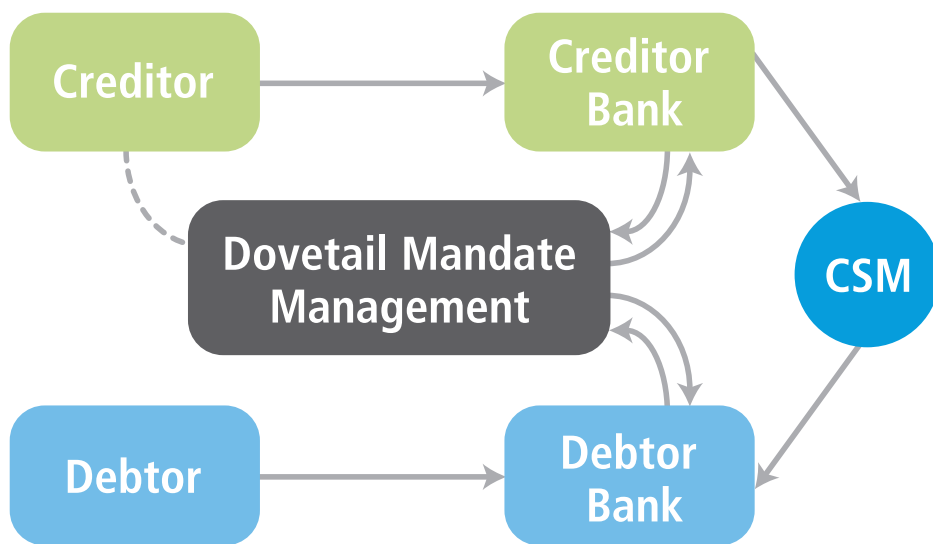 Creditor
Creditor
Bank
Dovetail Mandate
Management
CSM
Debtor
Debtor
Bank